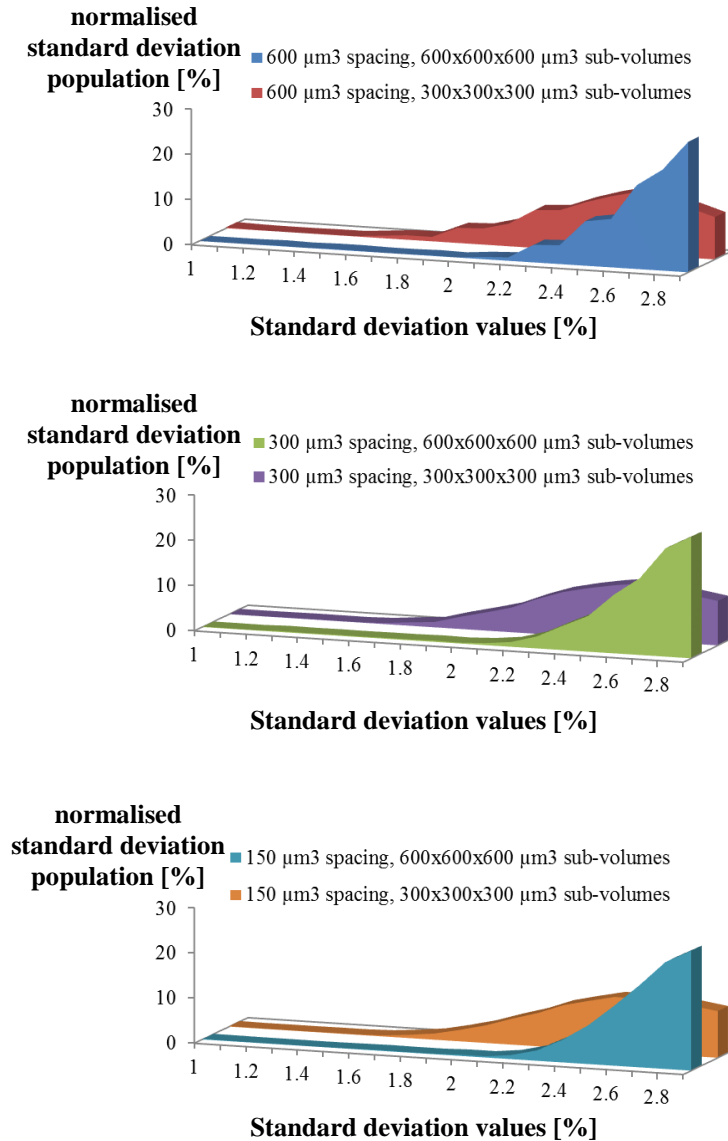 normalised
standard deviation
population [%]
600 µm3 spacing, 600x600x600 µm3 sub-volumes
600 µm3 spacing, 300x300x300 µm3 sub-volumes
30
20
10
0
1 1.2 1.4 1.6 1.8 2 2.2 2.4 2.6 2.8
Standard deviation values [%]
normalised
standard deviation
population [%]
300 µm3 spacing, 600x600x600 µm3 sub-volumes
300 µm3 spacing, 300x300x300 µm3 sub-volumes
30
20
10
0
1 1.2 1.4 1.6 1.8 2 2.2 2.4 2.6 2.8
Standard deviation values [%]
normalised
standard deviation
population [%]
150 µm3 spacing, 600x600x600 µm3 sub-volumes
150 µm3 spacing, 300x300x300 µm3 sub-volumes
30
20
10
0
1 1.2 1.4 1.6 1.8 2 2.2 2.4 2.6 2.8
Standard deviation values [%]